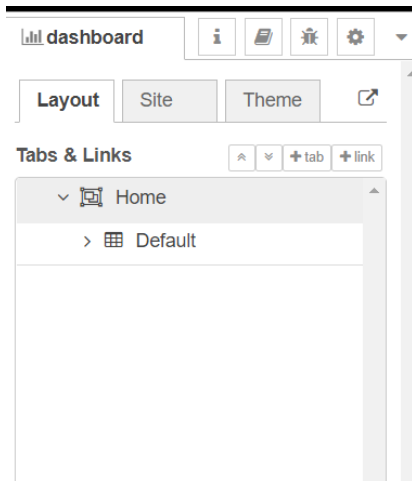 dashboard i
Layout Site Theme
Tabs & Links +tab +link
Home
Default